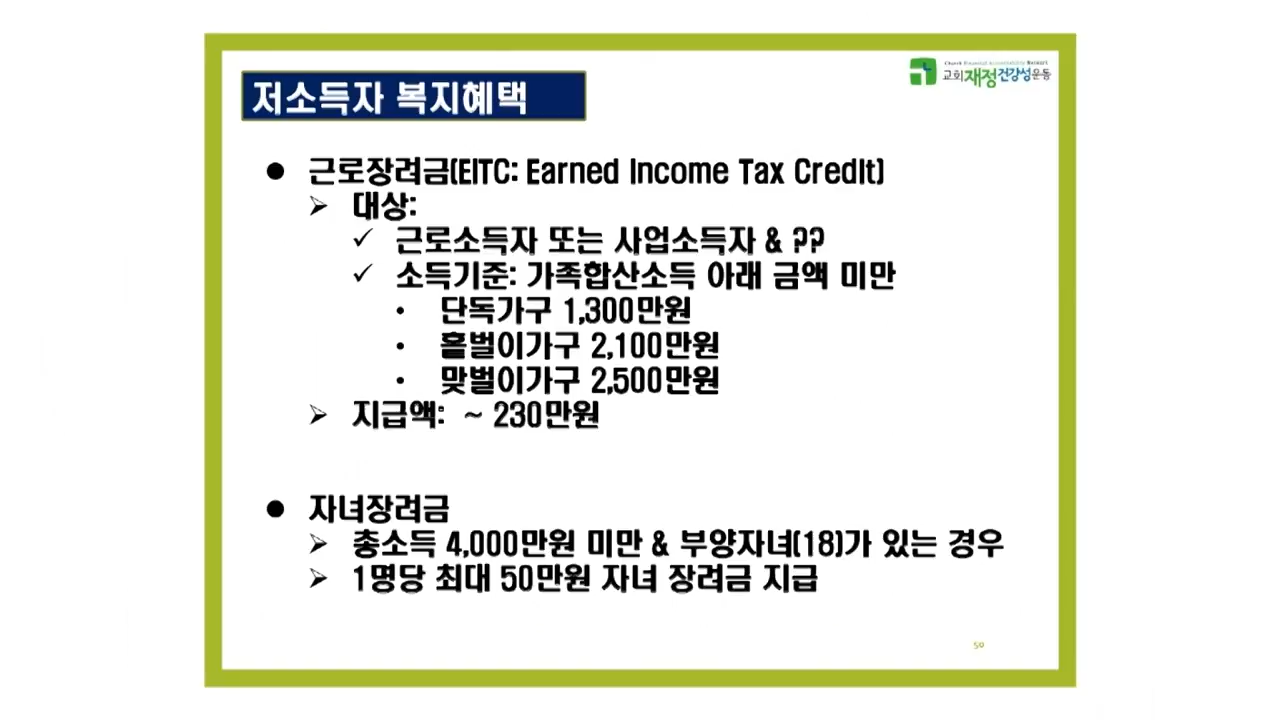 Church Financial Accountability Network
교회재정건강성운동
저소득자 복지혜택
● 근로장려금(EITC: Earned Income Tax Credit)
➢ 대상:
✓ 근로소득자 또는 사업소득자 & ??
✓ 소득기준: 가족합산소득 아래 금액 미만
• 단독가구 1,300만원
• 홑벌이가구 2,100만원
• 맞벌이가구 2,500만원
➢ 지급액: ~ 230만원
● 자녀장려금
➢ 총소득 4,000만원 미만 & 부양자녀(18)가 있는 경우
➢ 1명당 최대 50만원 자녀 장려금 지급
59